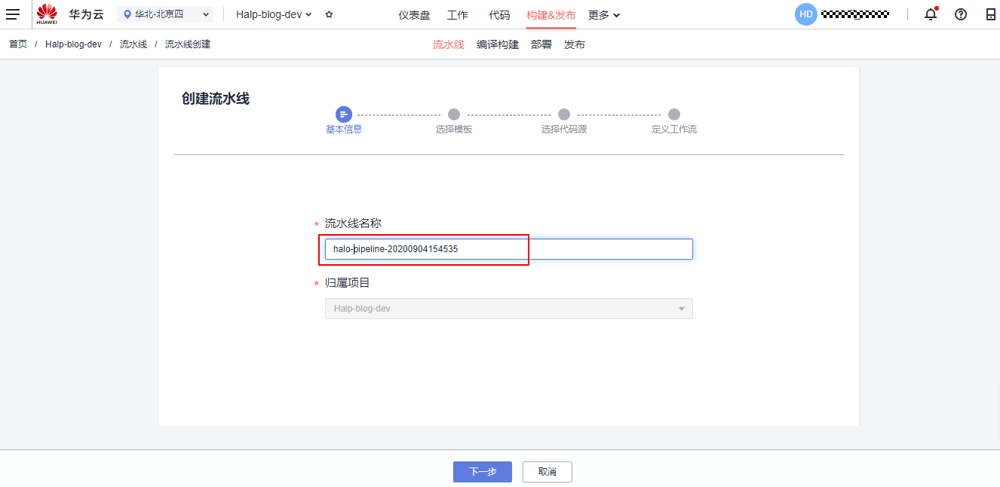 HUAWEI
华为云
华北-北京四
Halp-blog-dev
仪表盘 工作 代码 构建&发布 更多
HD
首页 / Halp-blog-dev / 流水线 / 流水线创建
流水线 编译构建 部署 发布
创建流水线
基本信息 选择模板 选择代码源 定义工作流
* 流水线名称
halo-pipeline-20200904154535
* 归属项目
Halp-blog-dev
下一步 取消